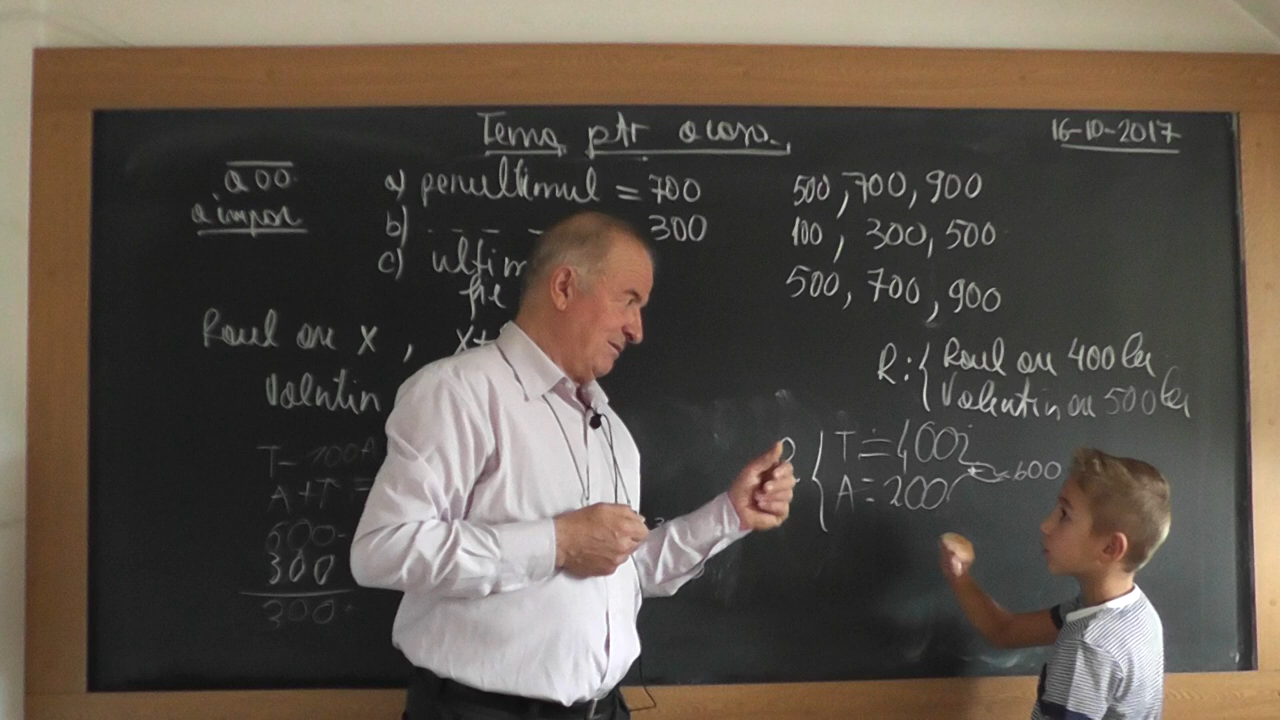 Tema ptr acasă
16-10-2017
a00
a impar
a) penultimul = 700
500, 700, 900
b) - - - - 300
100, 300, 500
c) ultim
fie
500, 700, 900
Raul are x, x+
Valentin
R: { Raul are 400 lei
Valentin are 500 lei
T-100
A+T =
600-
300
300
{ T = 400
A = 200
600